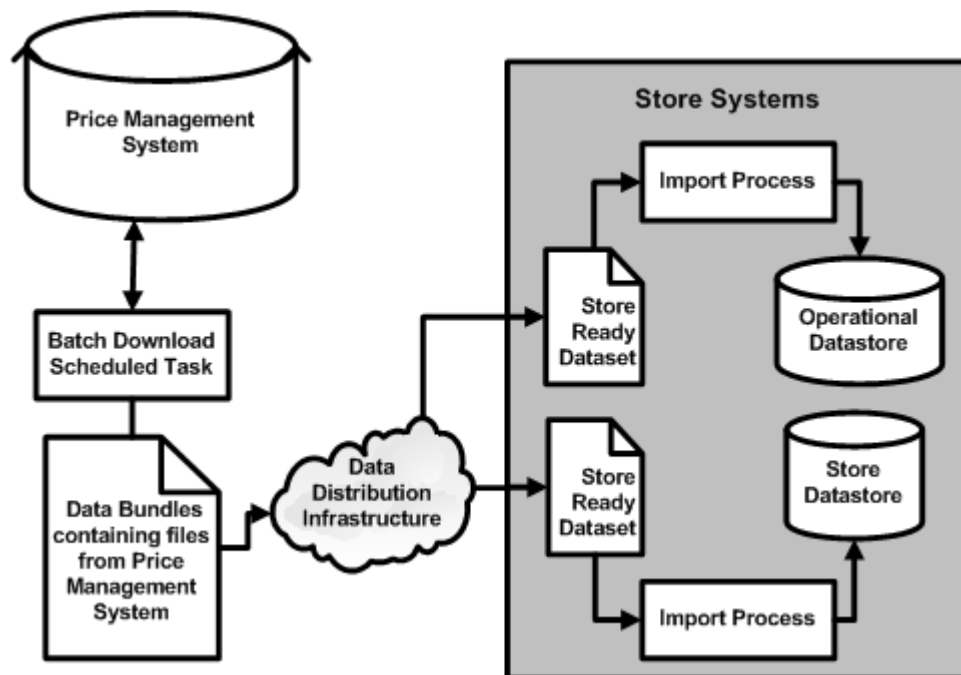 Price Management
System
Batch Download
Scheduled Task
Data Bundles
containing files
from Price
Management
System
Data
Distribution
Infrastructure
Store Systems
Import Process
Store
Ready
Dataset
Operational
Datastore
Store
Ready
Dataset
Store
Datastore
Import Process